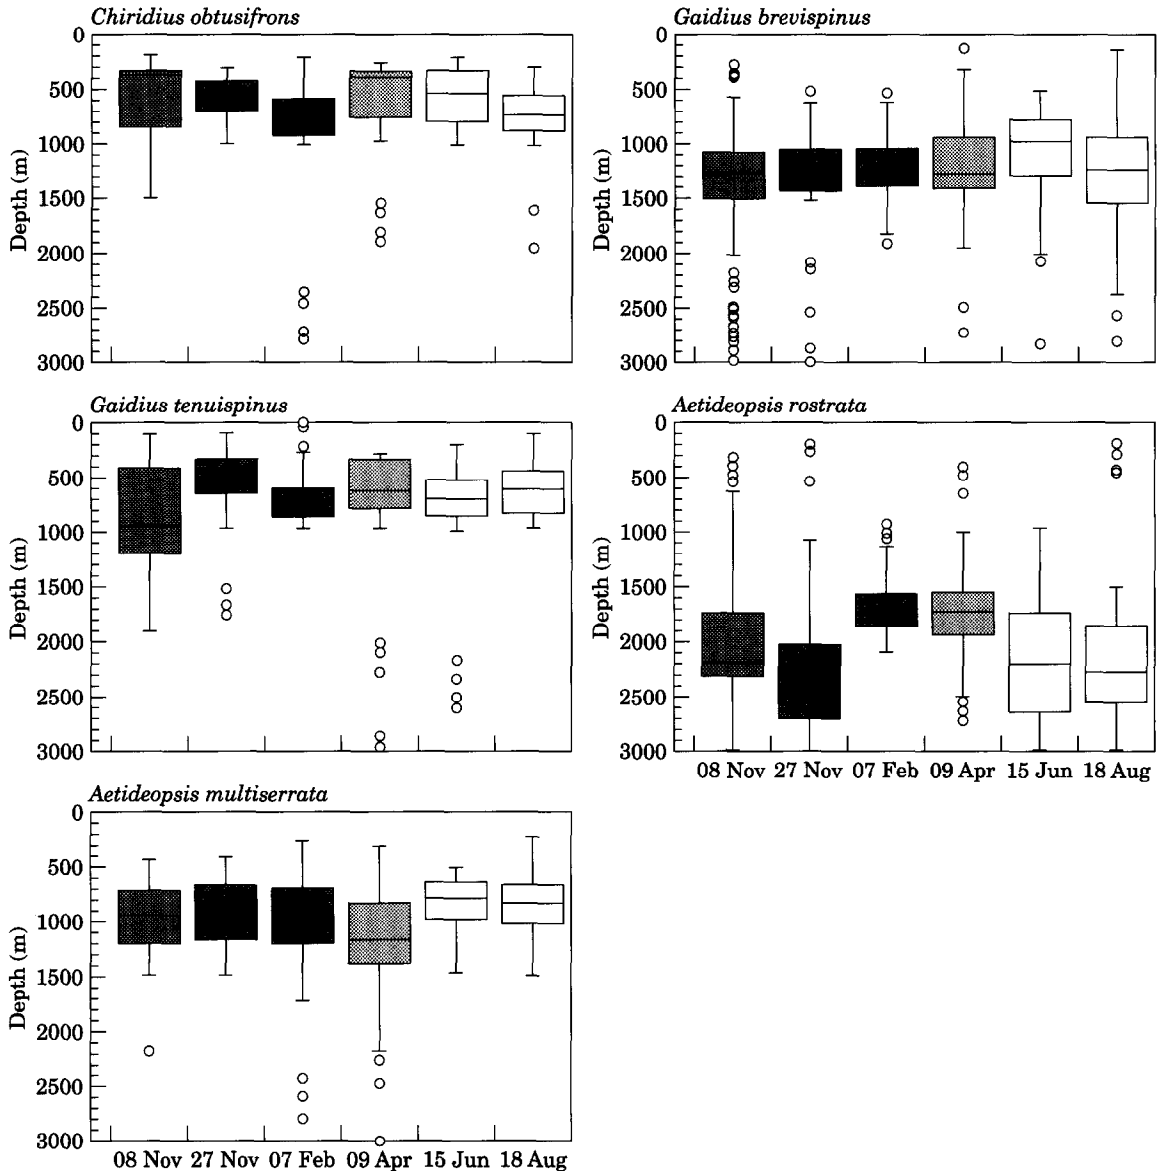 Chiridius obtusifrons
0
500
1000
1500
2000
2500
3000
Depth (m)
Gaidius brevispinus
0
500
1000
1500
2000
2500
3000
Depth (m)
Gaidius tenuispinus
0
500
1000
1500
2000
2500
3000
Depth (m)
Aetideopsis rostrata
0
500
1000
1500
2000
2500
3000
Depth (m)
08 Nov 27 Nov 07 Feb 09 Apr 15 Jun 18 Aug
Aetideopsis multiserrata
0
500
1000
1500
2000
2500
3000
Depth (m)
08 Nov 27 Nov 07 Feb 09 Apr 15 Jun 18 Aug